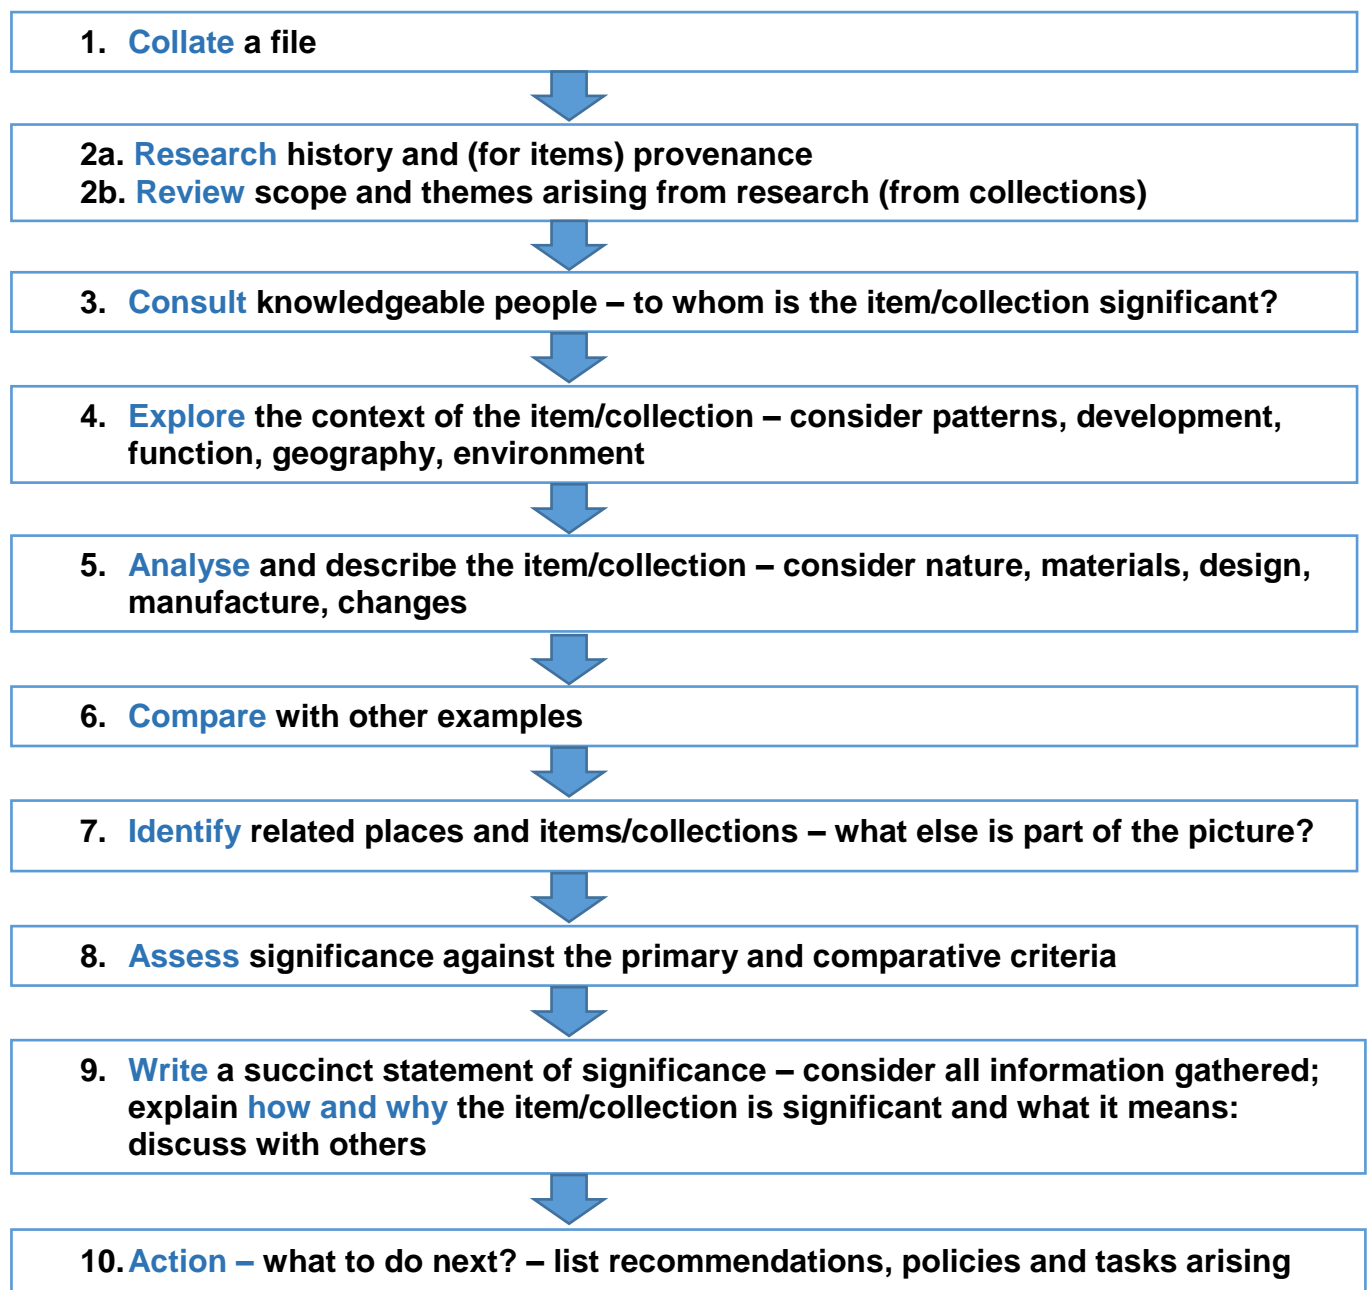 1. Collate a file
2a. Research history and (for items) provenance
2b. Review scope and themes arising from research (from collections)
3. Consult knowledgeable people – to whom is the item/collection significant?
4. Explore the context of the item/collection – consider patterns, development,
function, geography, environment
5. Analyse and describe the item/collection – consider nature, materials, design,
manufacture, changes
6. Compare with other examples
7. Identify related places and items/collections – what else is part of the picture?
8. Assess significance against the primary and comparative criteria
9. Write a succinct statement of significance – consider all information gathered;
explain how and why the item/collection is significant and what it means:
discuss with others
10. Action – what to do next? – list recommendations, policies and tasks arising